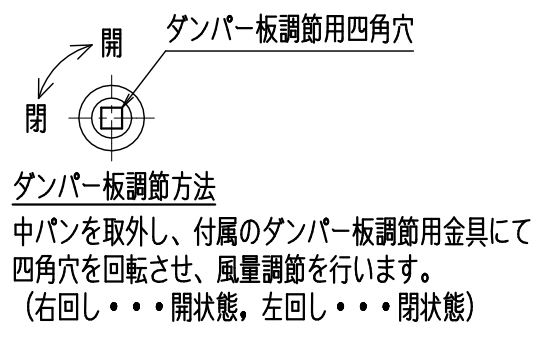 ダンパー板調節用四角穴
開
閉
ダンパー板調節方法
中パンを取外し、付属のダンパー板調節用金具にて
四角穴を回転させ、風量調節を行います。
（右回し・・・開状態，左回し・・・閉状態）